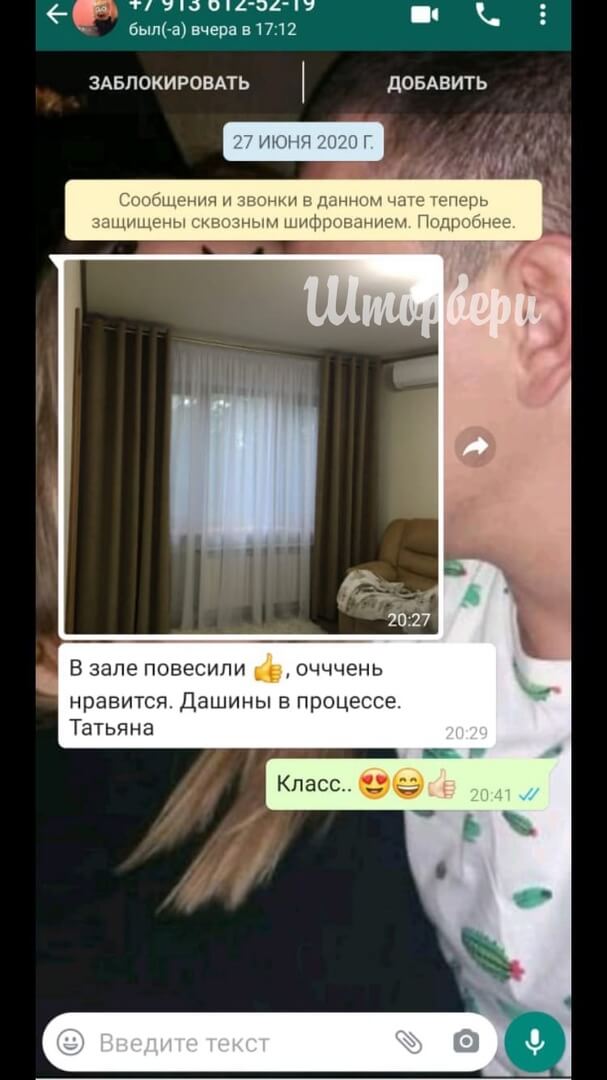 +7 913 612-52-19
был(-а) вчера в 17:12
ЗАБЛОКИРОВАТЬ
ДОБАВИТЬ
27 ИЮНЯ 2020 Г.
Сообщения и звонки в данном чате теперь
защищены сквозным шифрованием. Подробнее.
Шторбери
20:27
В зале повесили 👍, очччень
нравится. Дашины в процессе.
Татьяна
20:29
Класс.. 😍😄👍🏻
20:41
Введите текст